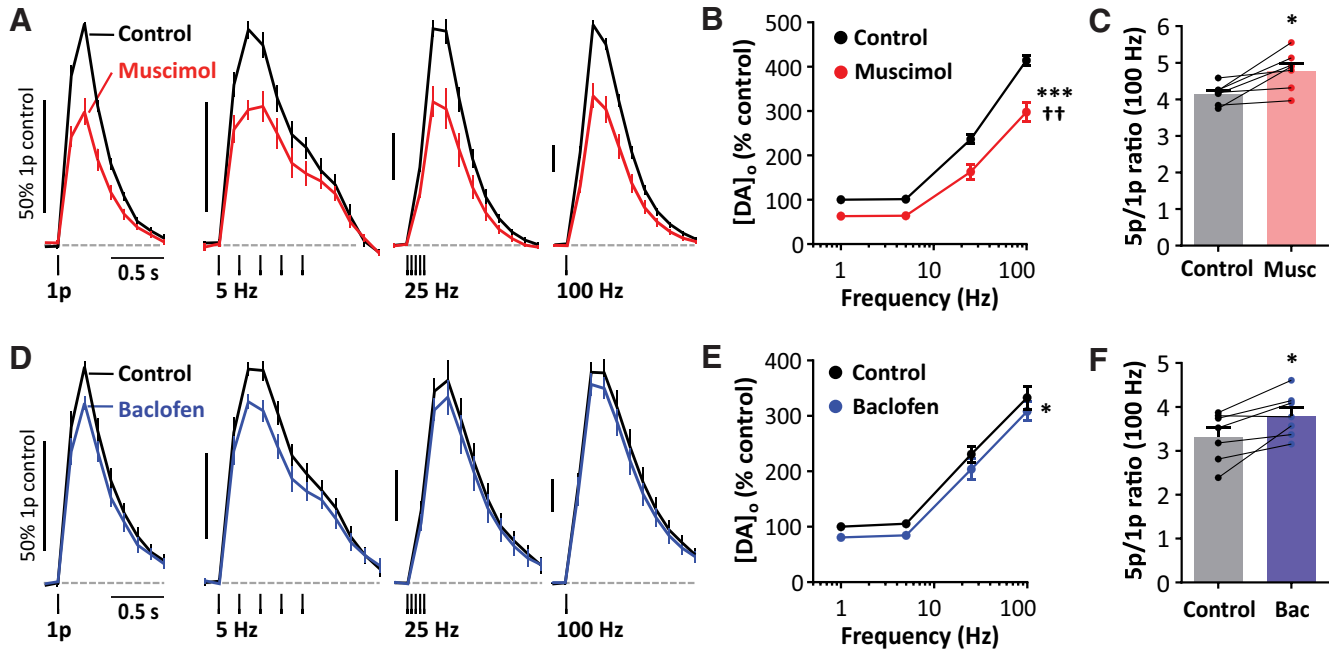 A
Control
Muscimol
50% 1p control
0.5 s
1p
5 Hz
25 Hz
100 Hz
B
500
400
300
200
100
0
[DA]o (% control)
Control
Muscimol
***
††
1
10
100
Frequency (Hz)
C
6
5
4
3
2
1
0
5p/1p ratio (100 Hz)
*
Control
Musc
D
Control
Baclofen
50% 1p control
0.5 s
1p
5 Hz
25 Hz
100 Hz
E
400
300
200
100
0
[DA]o (% control)
Control
Baclofen
*
1
10
100
Frequency (Hz)
F
5
4
3
2
1
0
5p/1p ratio (100 Hz)
*
Control
Bac